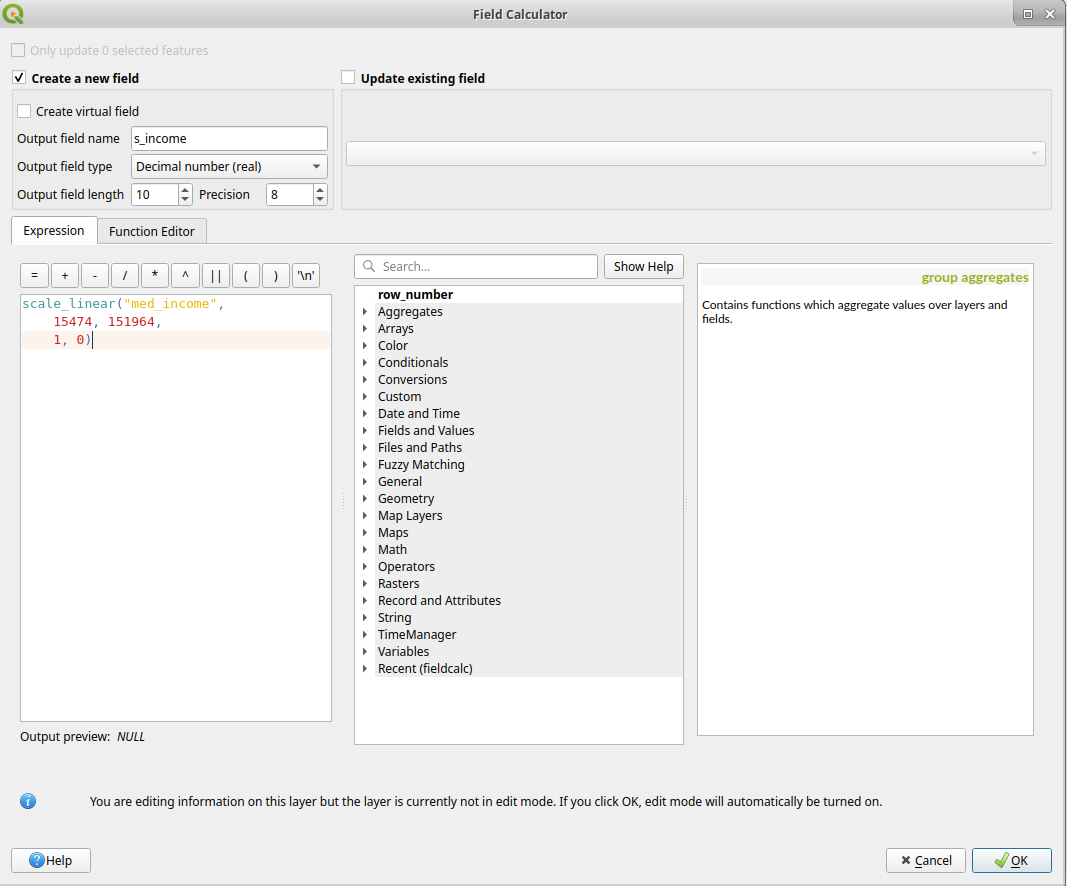 Field Calculator
Only update 0 selected features
Create a new field
Update existing field
Create virtual field
Output field name s_income
Output field type Decimal number (real)
Output field length 10 Precision 8
Expression Function Editor
= + - / * ^ || ( ) '\n'
Search... Show Help
scale_linear("med_income",
15474, 151964,
1, 0)
Output preview: NULL
row_number
Aggregates
Arrays
Color
Conditionals
Conversions
Custom
Date and Time
Fields and Values
Files and Paths
Fuzzy Matching
General
Geometry
Map Layers
Maps
Math
Operators
Rasters
Record and Attributes
String
TimeManager
Variables
Recent (fieldcalc)
group aggregates
Contains functions which aggregate values over layers and
fields.
You are editing information on this layer but the layer is currently not in edit mode. If you click OK, edit mode will automatically be turned on.
Help
Cancel
OK